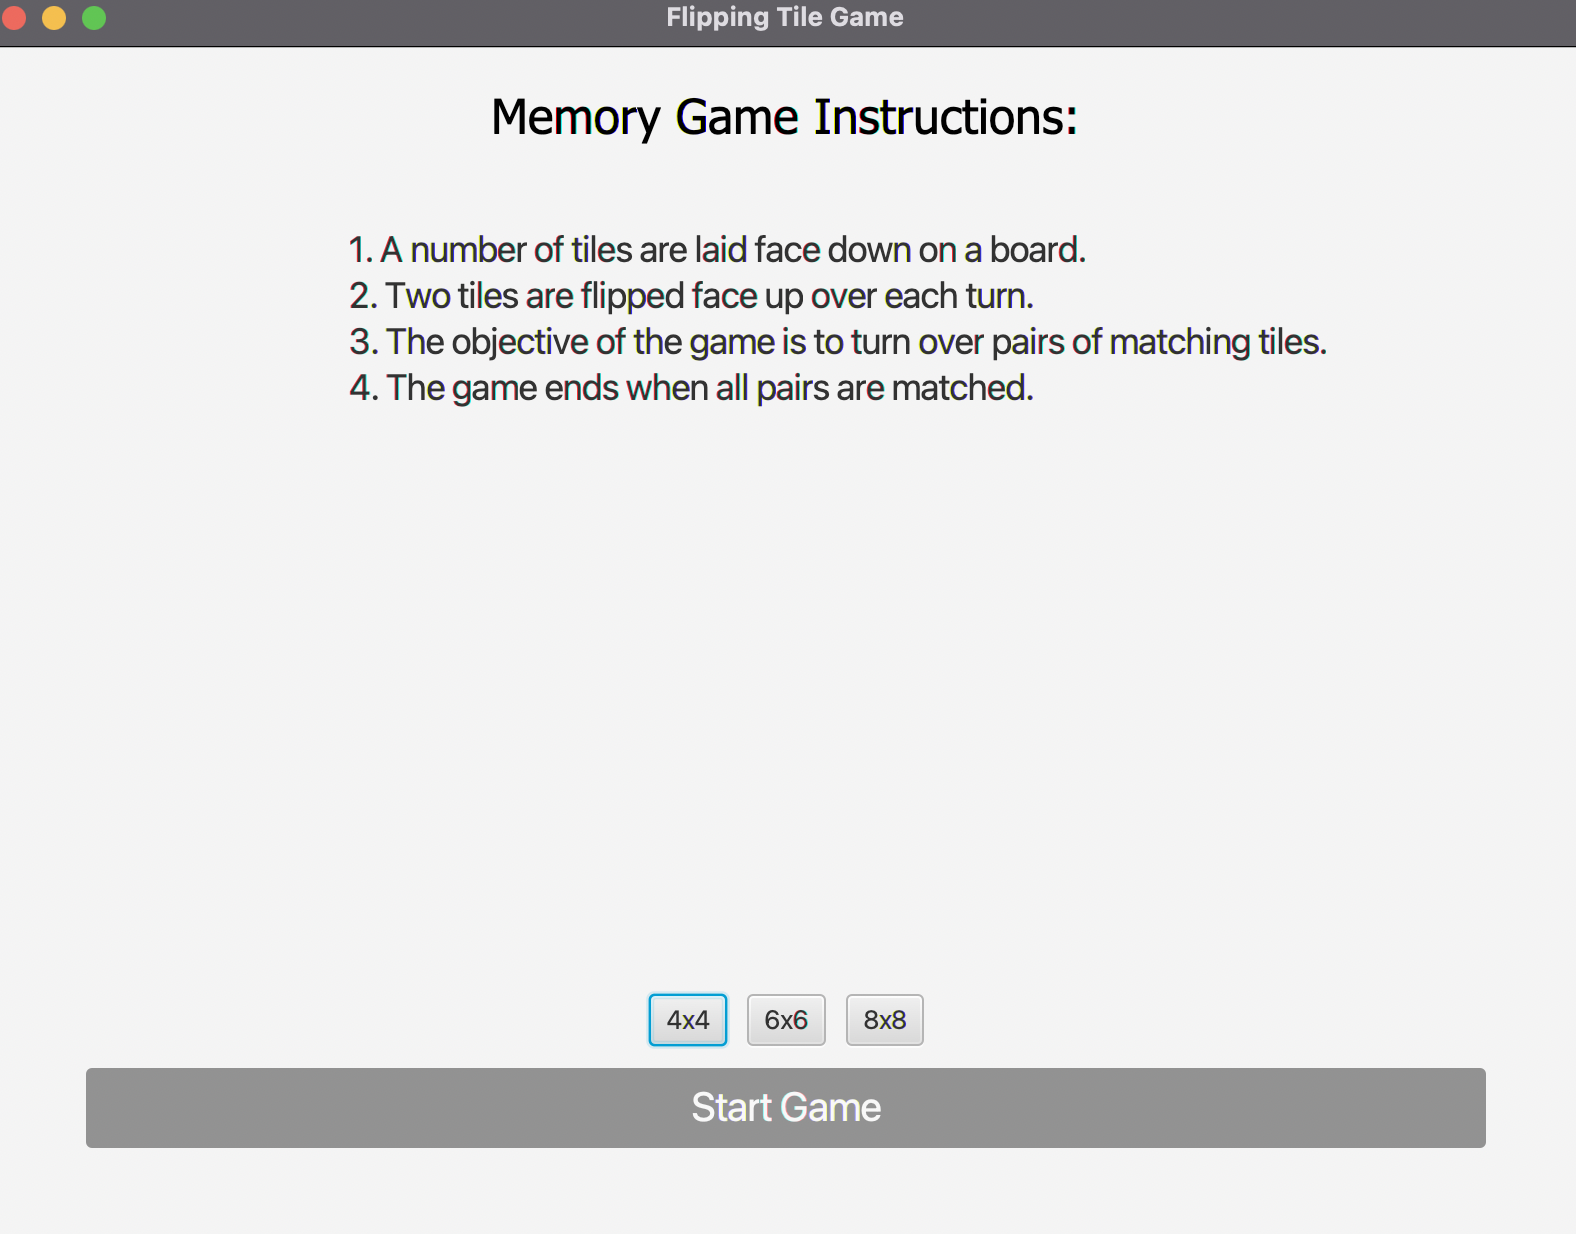 Flipping Tile Game
Memory Game Instructions:
1. A number of tiles are laid face down on a board.
2. Two tiles are flipped face up over each turn.
3. The objective of the game is to turn over pairs of matching tiles.
4. The game ends when all pairs are matched.
4x4 6x6 8x8
Start Game